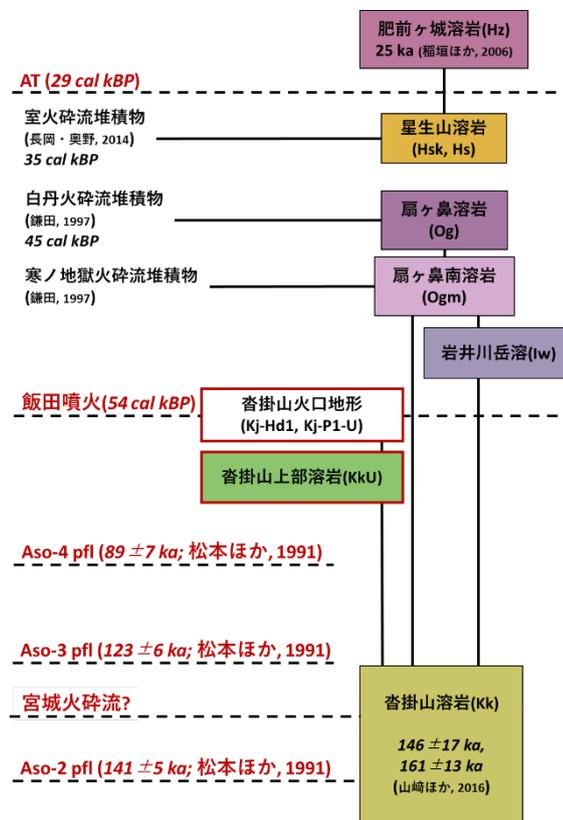 肥前ヶ城溶岩(Hz)
25 ka (稲垣ほか, 2006)
AT (29 cal kBP)
室火砕流堆積物
(長岡・奥野, 2014)
35 cal kBP
星生山溶岩
(Hsk, Hs)
白丹火砕流堆積物
(鎌田, 1997)
45 cal kBP
扇ヶ鼻溶岩
(Og)
寒ノ地獄火砕流堆積物
(鎌田, 1997)
扇ヶ鼻南溶岩
(Ogm)
岩井川岳溶(Iw)
飯田噴火(54 cal kBP)
沓掛山火口地形
(Kj-Hd1, Kj-P1-U)
沓掛山上部溶岩(KkU)
Aso-4 pfl (89 ±7 ka; 松本ほか, 1991)
Aso-3 pfl (123 ±6 ka; 松本ほか, 1991)
宮城火砕流?
沓掛山溶岩(Kk)
146 ±17 ka,
161 ±13 ka
(山﨑ほか, 2016)
Aso-2 pfl (141 ±5 ka; 松本ほか, 1991)